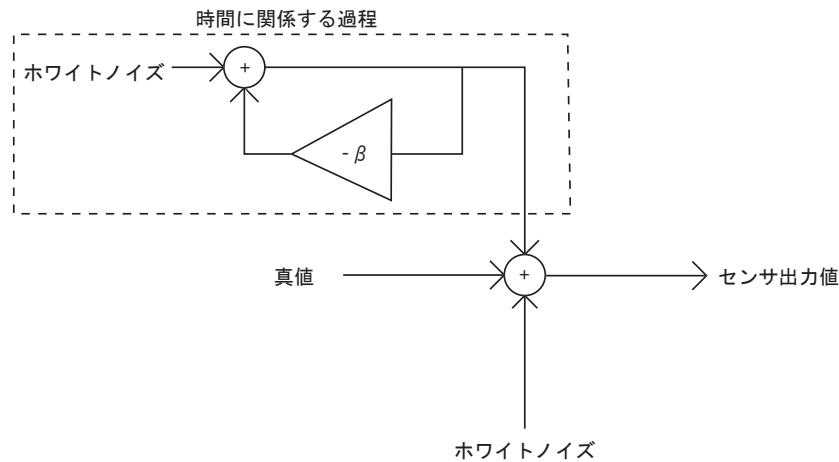 時間に関係する過程
ホワイトノイズ
+
- β
真値
+
センサ出力値
ホワイトノイズ